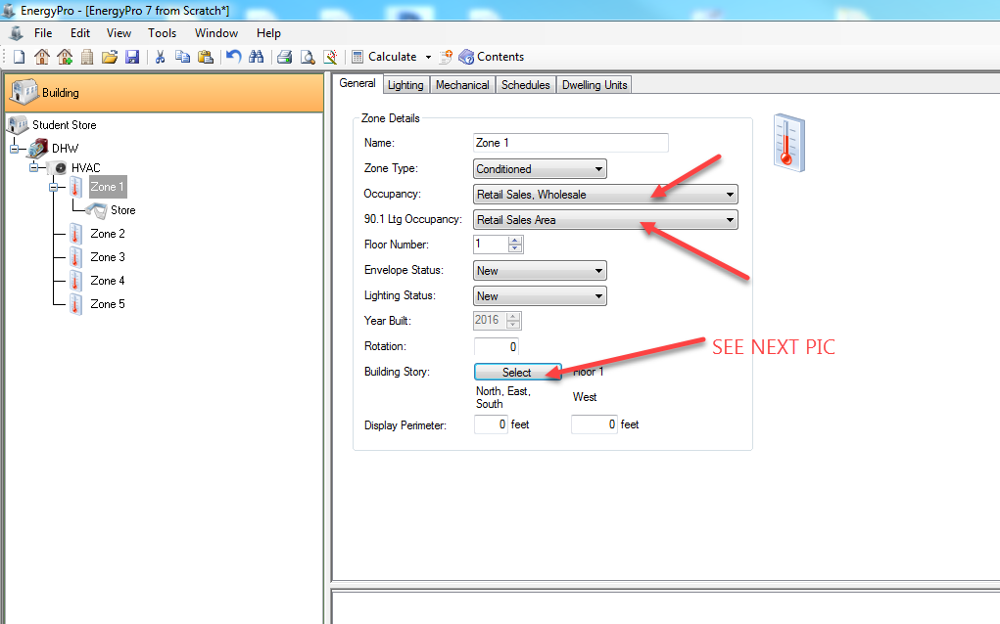 EnergyPro - [EnergyPro 7 from Scratch*]
File Edit View Tools Window Help
Calculate Contents
Building
Student Store
DHW
HVAC
Zone 1
Store
Zone 2
Zone 3
Zone 4
Zone 5
General Lighting Mechanical Schedules Dwelling Units
Zone Details
Name: Zone 1
Zone Type: Conditioned
Occupancy: Retail Sales, Wholesale
90.1 Ltg Occupancy: Retail Sales Area
Floor Number: 1
Envelope Status: New
Lighting Status: New
Year Built: 2016
Rotation: 0
SEE NEXT PIC
Building Story: Select Floor 1
North, East,
South
West
Display Perimeter: 0 feet 0 feet